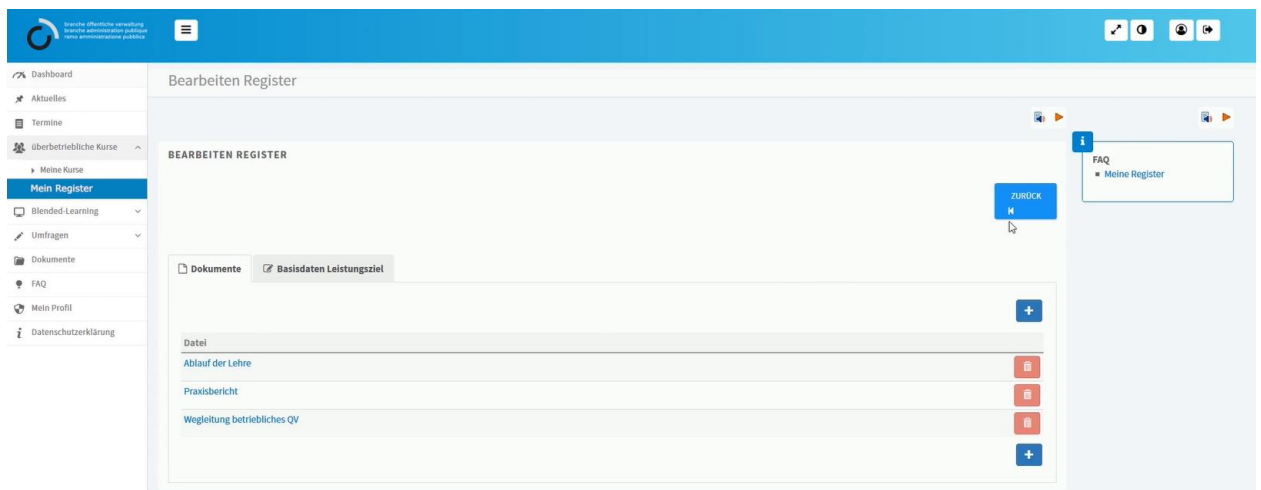 branche öffentliche verwaltung
branche administration publique
ramo amministrazione pubblica
Dashboard
Aktuelles
Termine
überbetriebliche Kurse
Meine Kurse
Mein Register
Blended-Learning
Umfragen
Dokumente
FAQ
Mein Profil
Datenschutzerklärung
Bearbeiten Register
BEARBEITEN REGISTER
ZURÜCK
Dokumente
Basisdaten Leistungsziel
Datei
Ablauf der Lehre
Praxisbericht
Wegleitung betriebliches QV
FAQ
Meine Register